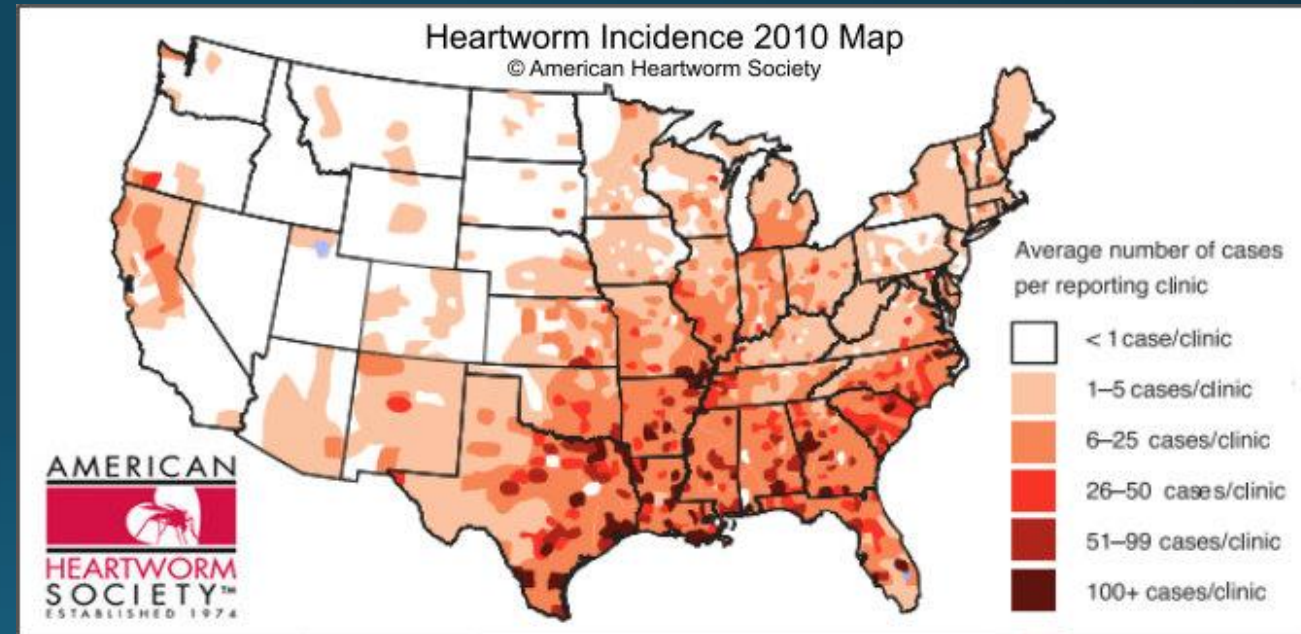 Heartworm Incidence 2010 Map
© American Heartworm Society
Average number of cases
per reporting clinic
< 1 case/clinic
1–5 cases/clinic
6–25 cases/clinic
26–50 cases/clinic
51–99 cases/clinic
100+ cases/clinic
AMERICAN
HEARTWORM
SOCIETY™
ESTABLISHED 1974